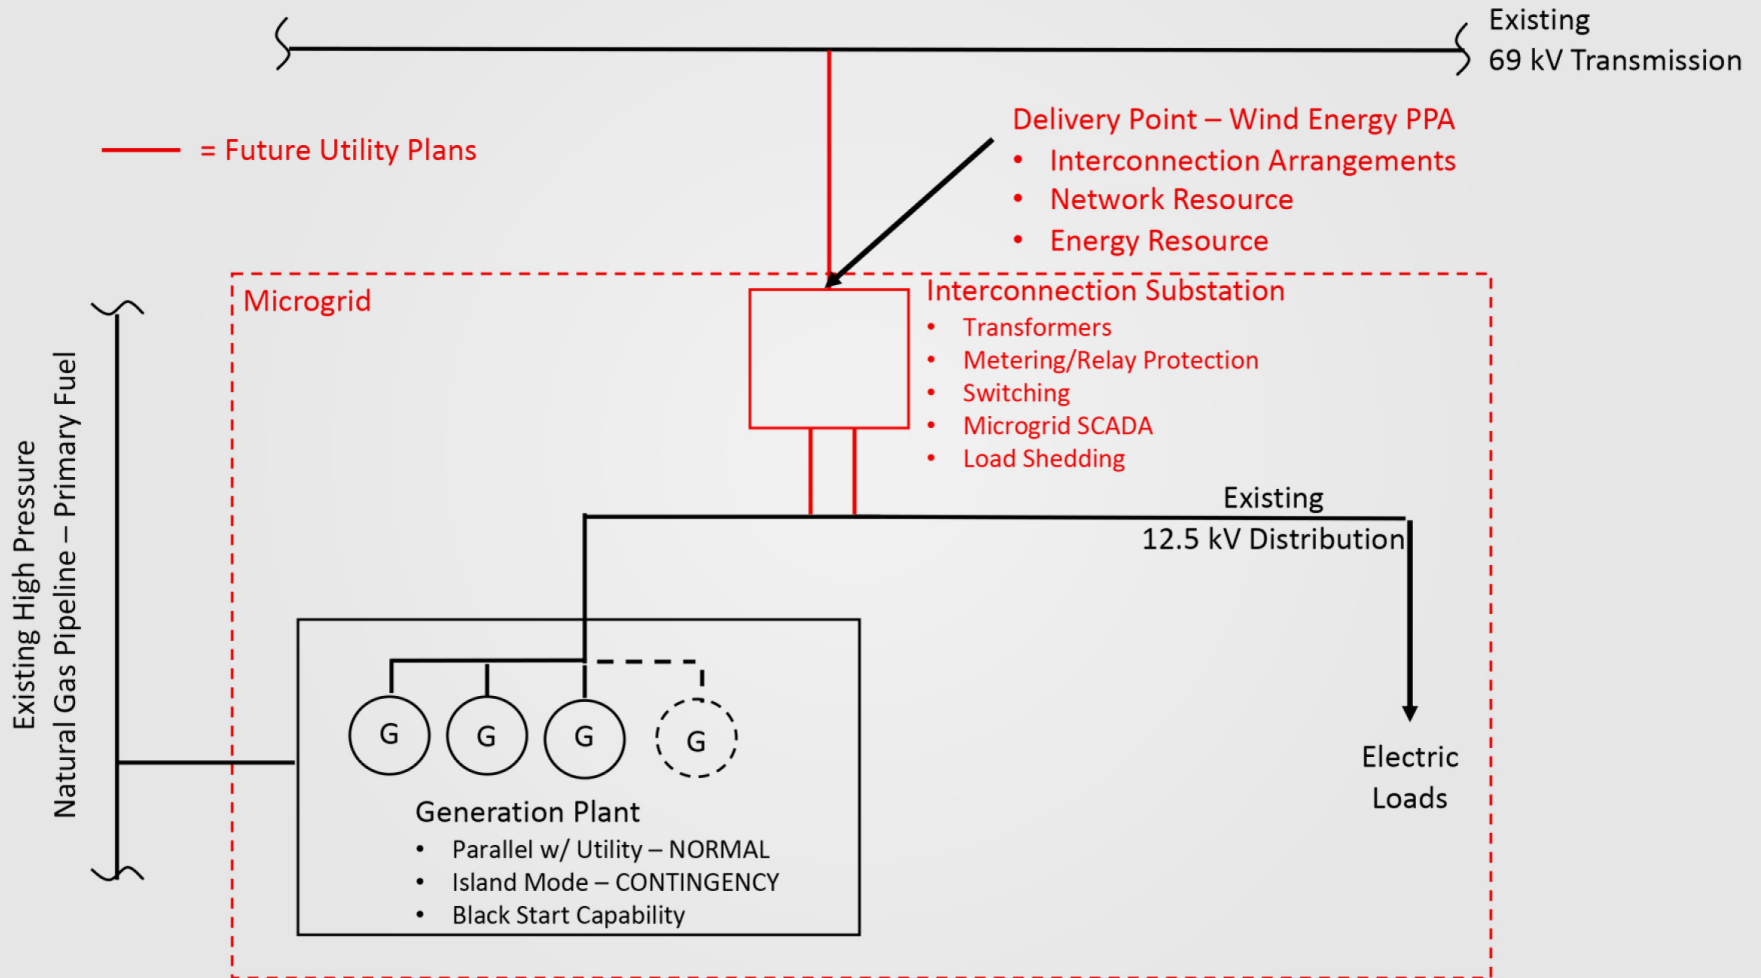 Existing
69 kV Transmission
= Future Utility Plans
Delivery Point – Wind Energy PPA
• Interconnection Arrangements
• Network Resource
• Energy Resource
Microgrid
Interconnection Substation
• Transformers
• Metering/Relay Protection
• Switching
• Microgrid SCADA
• Load Shedding
Existing High Pressure
Natural Gas Pipeline – Primary Fuel
Existing
12.5 kV Distribution
G G G G
Generation Plant
• Parallel w/ Utility – NORMAL
• Island Mode – CONTINGENCY
• Black Start Capability
Electric
Loads